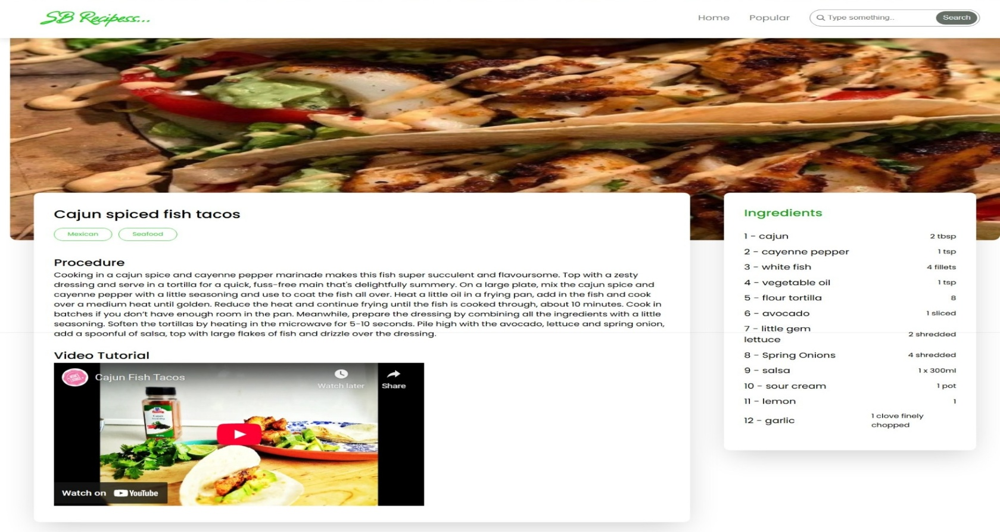 SB Recipess...
Home
Popular
Type something..
Search
Cajun spiced fish tacos
Mexican
Seafood
Procedure
Cooking in a cajun spice and cayenne pepper marinade makes this fish super succulent and flavoursome. Top with a zesty
dressing and serve in a tortilla for a quick, fuss-free main that's delightfully summery. On a large plate, mix the cajun spice and
cayenne pepper with a little seasoning and use to coat the fish all over. Heat a little oil in a frying pan, add in the fish and cook
over a medium heat until golden. Reduce the heat and continue frying until the fish is cooked through, about 10 minutes. Cook in
batches if you don’t have enough room in the pan. Meanwhile, prepare the dressing by combining all the ingredients with a little
seasoning. Soften the tortillas by heating in the microwave for 5-10 seconds. Pile high with the avocado, lettuce and spring onion,
add a spoonful of salsa, top with large flakes of fish and drizzle over the dressing.
Video Tutorial
Cajun Fish Tacos
Watch later
Share
Cajun
Watch on YouTube
Ingredients
1 - cajun 2 tbsp
2 - cayenne pepper 1 tsp
3 - white fish 4 fillets
4 - vegetable oil 1 tsp
5 - flour tortilla 8
6 - avocado 1 sliced
7 - little gem
lettuce 2 shredded
8 - Spring Onions 4 shredded
9 - salsa 1 x 300ml
10 - sour cream 1 pot
11 - lemon 1
12 - garlic 1 clove finely
chopped